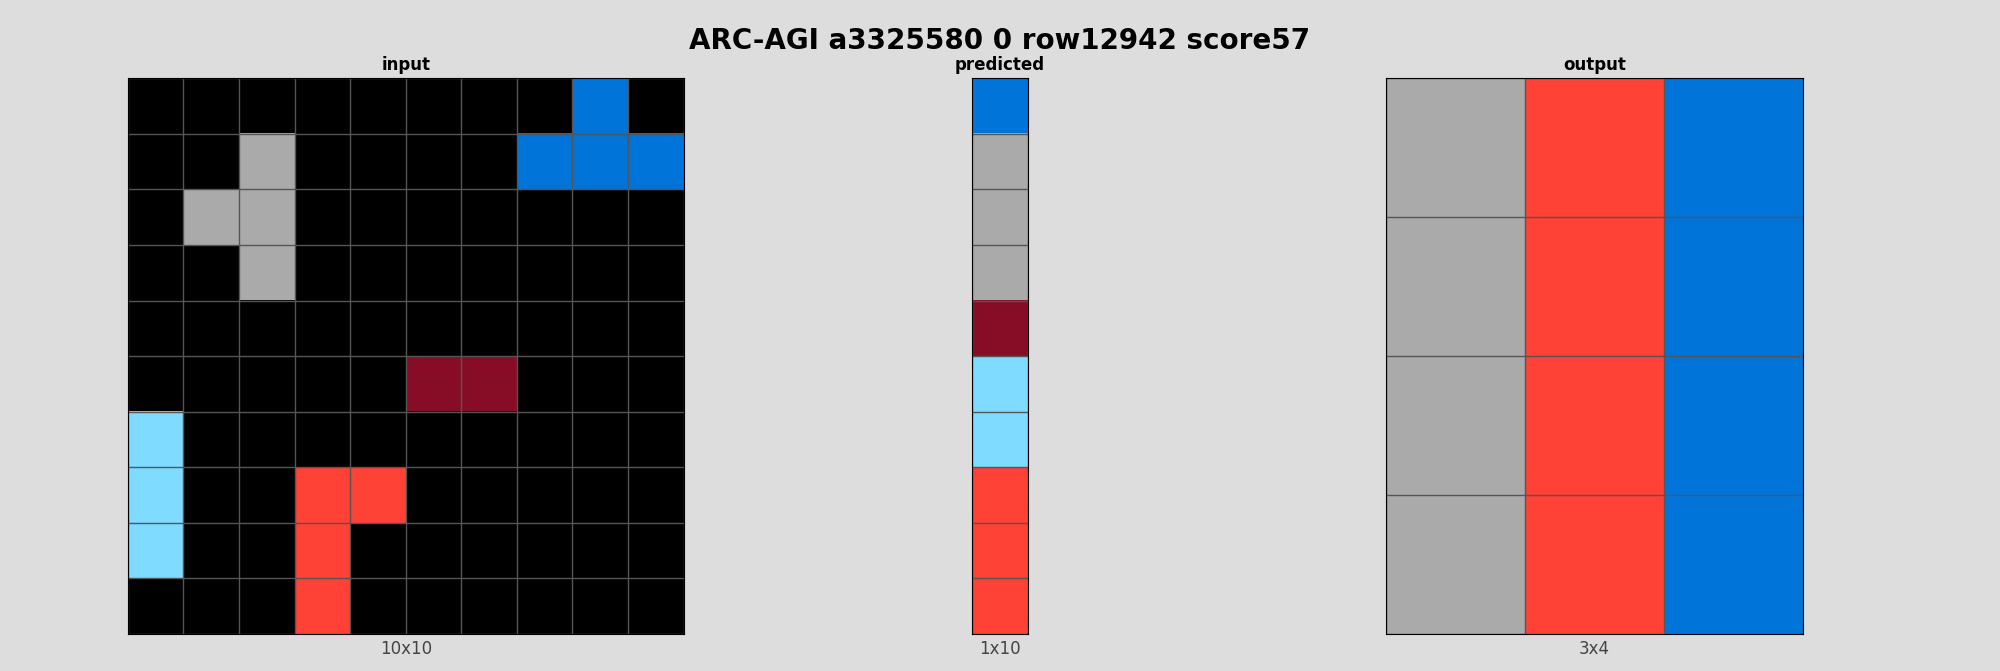 ARC-AGI a3325580 0 row12942 score57
input
predicted
output
10x10
1x10
3x4